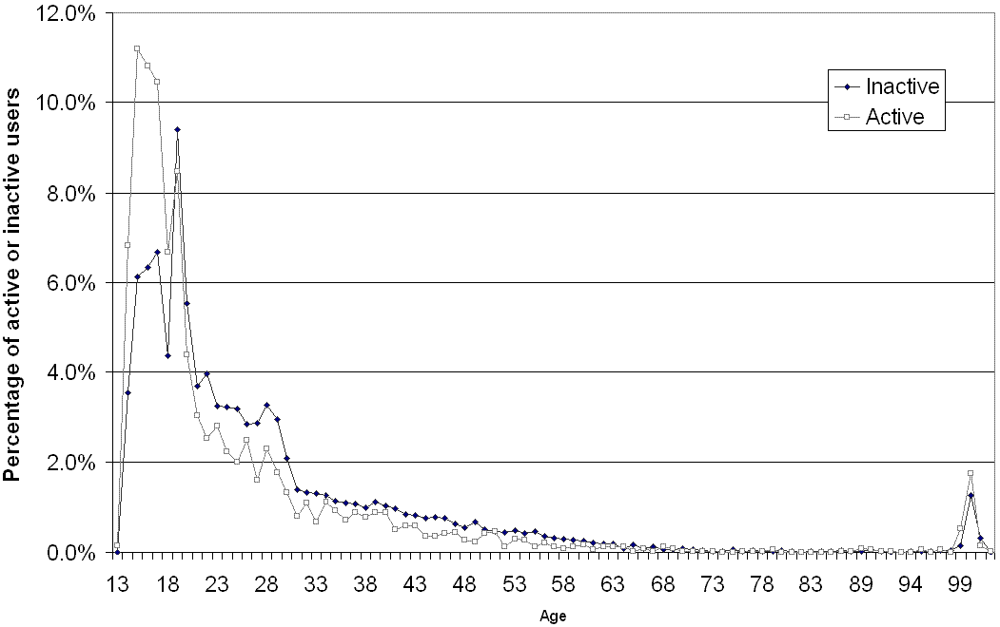 12.0%
10.0%
8.0%
6.0%
4.0%
2.0%
0.0%
Percentage of active or inactive users
Inactive
Active
13 18 23 28 33 38 43 48 53 58 63 68 73 78 83 89 94 99
Age